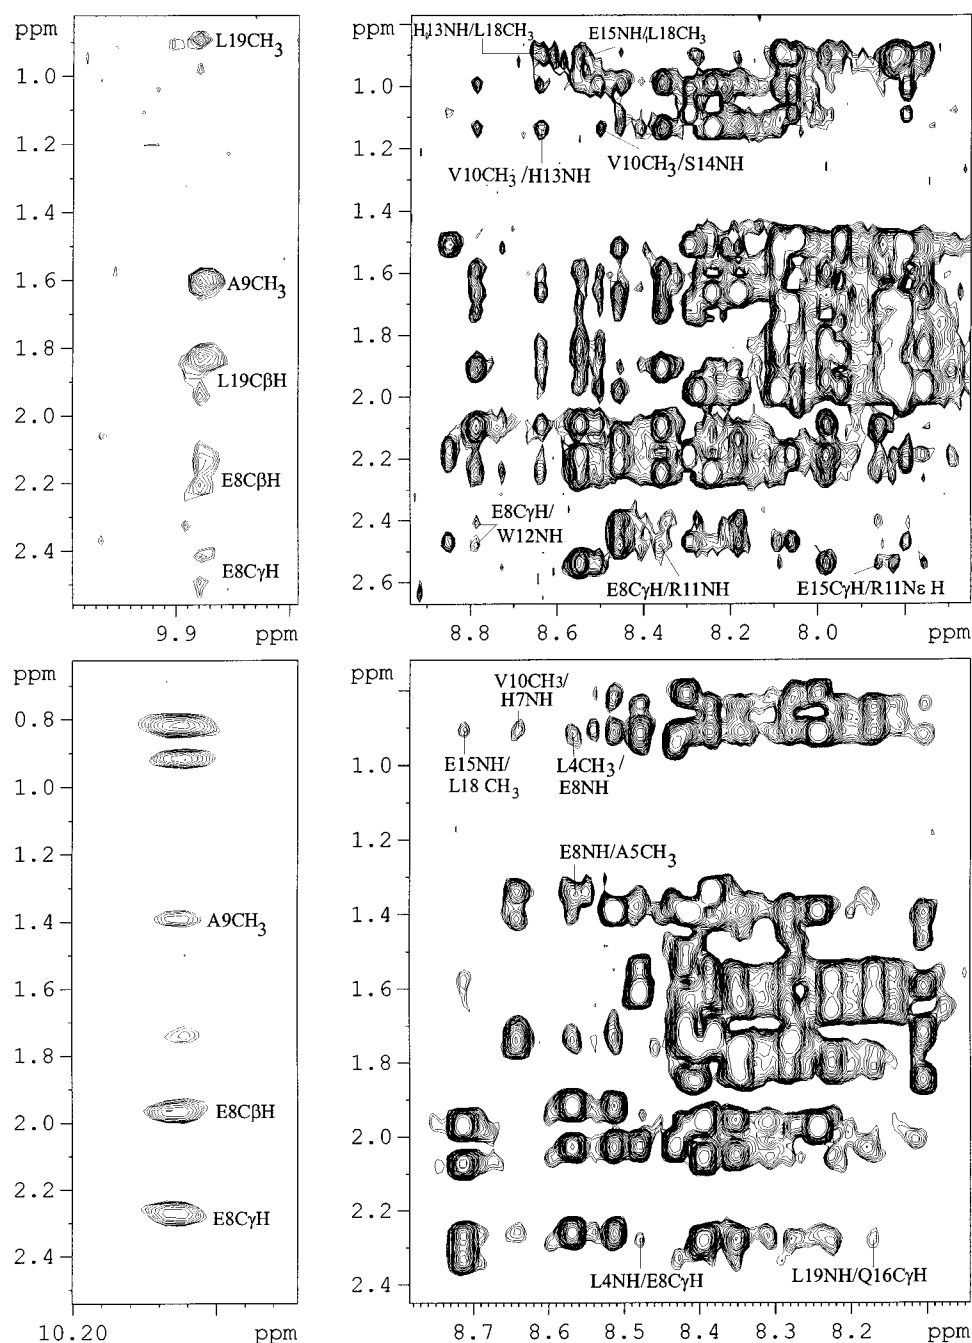 ppm
L19CH3
1.0
1.2
1.4
1.6
A9CH3
1.8
L19CβH
2.0
E8CβH
2.2
2.4
E8CγH
9.9
ppm
ppm
H13NH/L18CH3
E15NH/L18CH3
1.0
1.2
V10CH3/H13NH
V10CH3/S14NH
1.4
1.6
1.8
2.0
2.2
2.4
E8CγH/
W12NH
2.6
E8CγH/R11NH
E15CγH/R11Nε H
8.8
8.6
8.4
8.2
8.0
ppm
ppm
0.8
1.0
1.2
1.4
A9CH3
1.6
1.8
2.0
E8CβH
2.2
E8CγH
2.4
10.20
ppm
ppm
V10CH3/
H7NH
1.0
E15NH/
L18 CH3
L4CH3/
E8NH
1.2
E8NH/A5CH3
1.4
1.6
1.8
2.0
2.2
L4NH/E8CγH
L19NH/Q16CγH
2.4
8.7
8.6
8.5
8.4
8.3
8.2
ppm